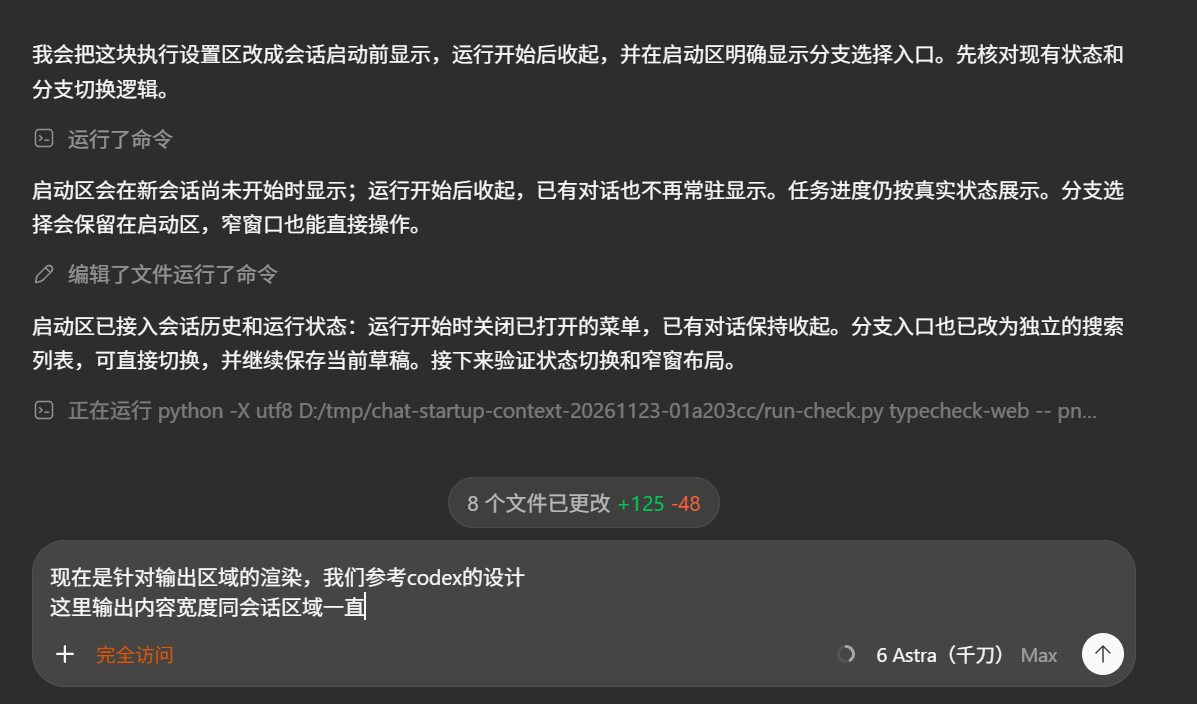 我会把这块执行设置区改成会话启动前显示，运行开始后收起，并在启动区明确显示分支选择入口。先核对现有状态和
分支切换逻辑。
运行了命令
启动区会在新会话尚未开始时显示；运行开始后收起，已有对话也不再常驻显示。任务进度仍按真实状态展示。分支选
择会保留在启动区，窄窗口也能直接操作。
编辑了文件运行了命令
启动区已接入会话历史和运行状态：运行开始时关闭已打开的菜单，已有对话保持收起。分支入口也已改为独立的搜索
列表，可直接切换，并继续保存当前草稿。接下来验证状态切换和窄窗布局。
正在运行 python -X utf8 D:/tmp/chat-startup-context-20261123-01a203cc/run-check.py typecheck-web -- pn...
8 个文件已更改 +125 -48
现在是针对输出区域的渲染，我们参考codex的设计
这里输出内容宽度同会话区域一直
完全访问 6 Astra（千刀） Max